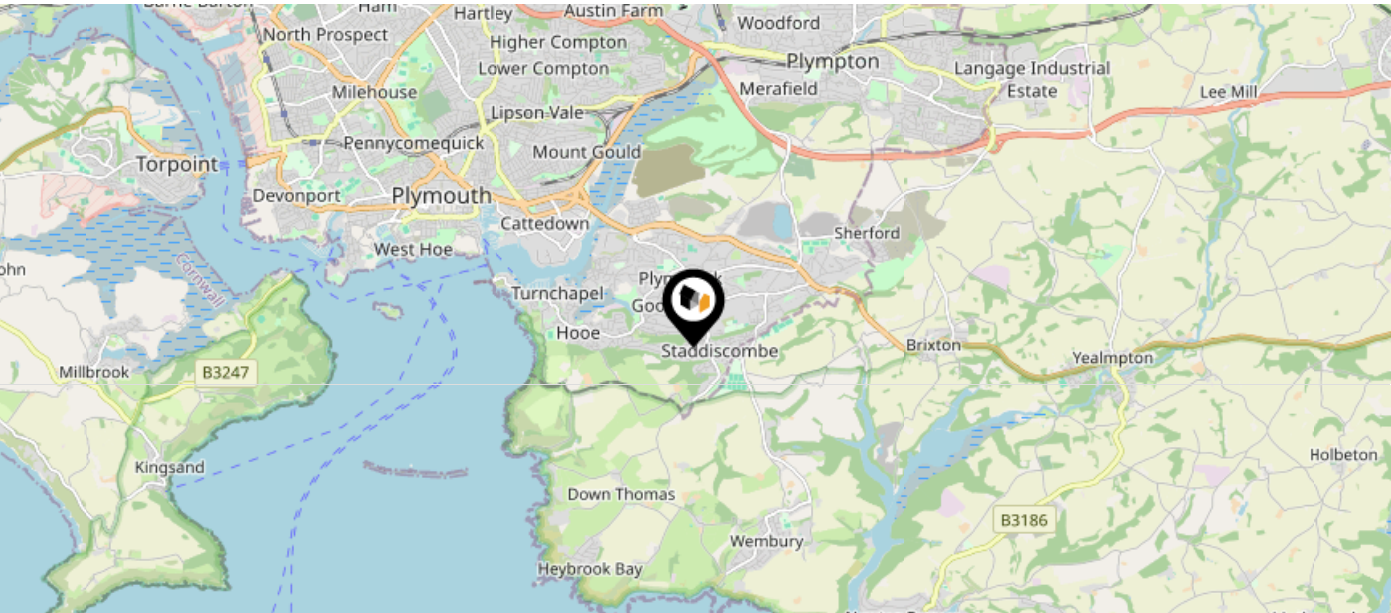 Ham
Hartley
Austin Farm
Woodford
North Prospect
Higher Compton
Plympton
Lower Compton
Langage Industrial
Estate
Milehouse
Merafield
Lee Mill
Lipson Vale
Pennycomequick
Mount Gould
Torpoint
Devonport
Plymouth
Cattedown
Sherford
West Hoe
Cornwall
Turnchapel
Hooe
Staddiscombe
Brixton
Yealmpton
Millbrook
B3247
Kingsand
Holbeton
Down Thomas
B3186
Wembury
Heybrook Bay